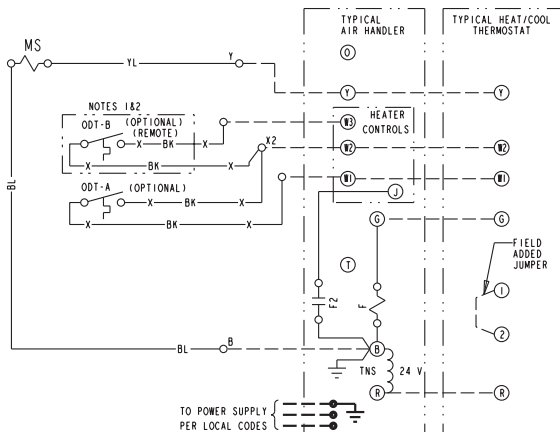 TYPICAL
AIR HANDLER
TYPICAL HEAT/COOL
THERMOSTAT
MS
YL
Y
O
Y
Y
NOTES 1&2
ODT-B (OPTIONAL)
(REMOTE)
X BK X
X BK X
X2
HEATER
CONTROLS
W3
W2
W2
W1
W1
J
ODT-A (OPTIONAL)
X BK X
X BK X
BL
G
G
T
FIELD
ADDED
JUMPER
1
2
F2
F
BL
B
B
TNS
24 V
R
R
TO POWER SUPPLY
PER LOCAL CODES